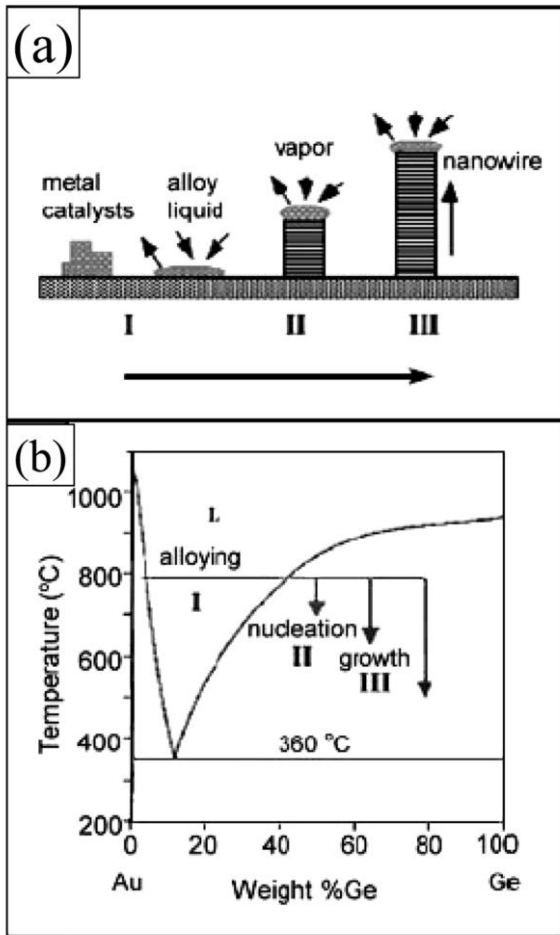 (a)
vapor
nanowire
metal
catalysts
alloy
liquid
I
II
III
(b)
1000
800
600
400
200
Temperature (°C)
L
alloying
I
nucleation
II
growth
III
360 °C
0
20
40
60
80
100
Au
Weight %Ge
Ge